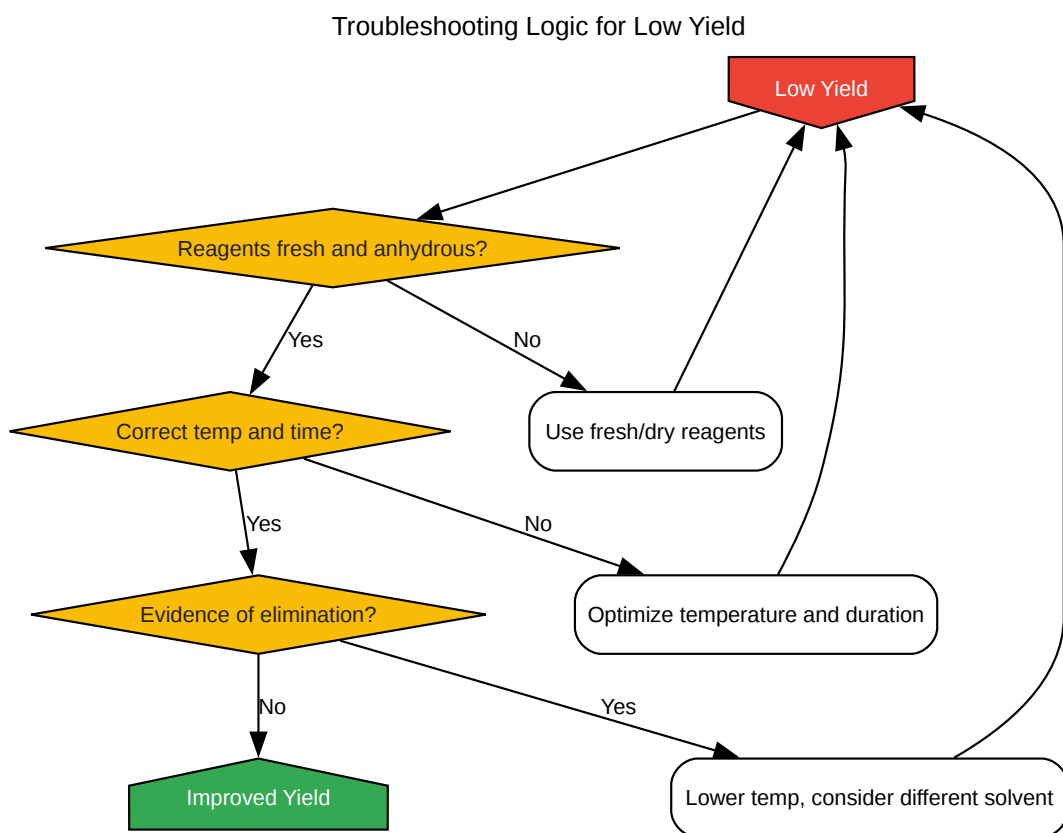 Troubleshooting Logic for Low Yield
Low Yield
Reagents fresh and anhydrous?
Yes
No
Correct temp and time?
Use fresh/dry reagents
Yes
No
Evidence of elimination?
Optimize temperature and duration
No
Yes
Improved Yield
Lower temp, consider different solvent